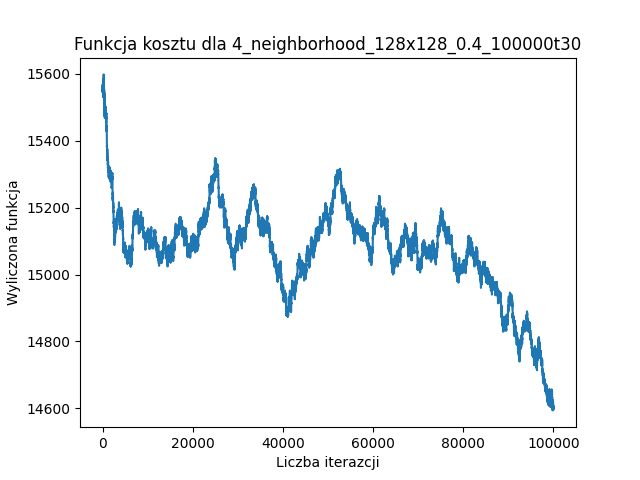 Funkcja kosztu dla 4_neighborhood_128x128_0.4_100000t30
15600
15400
15200
15000
14800
14600
Wyliczona funkcja
0 20000 40000 60000 80000 100000
Liczba iterazcji